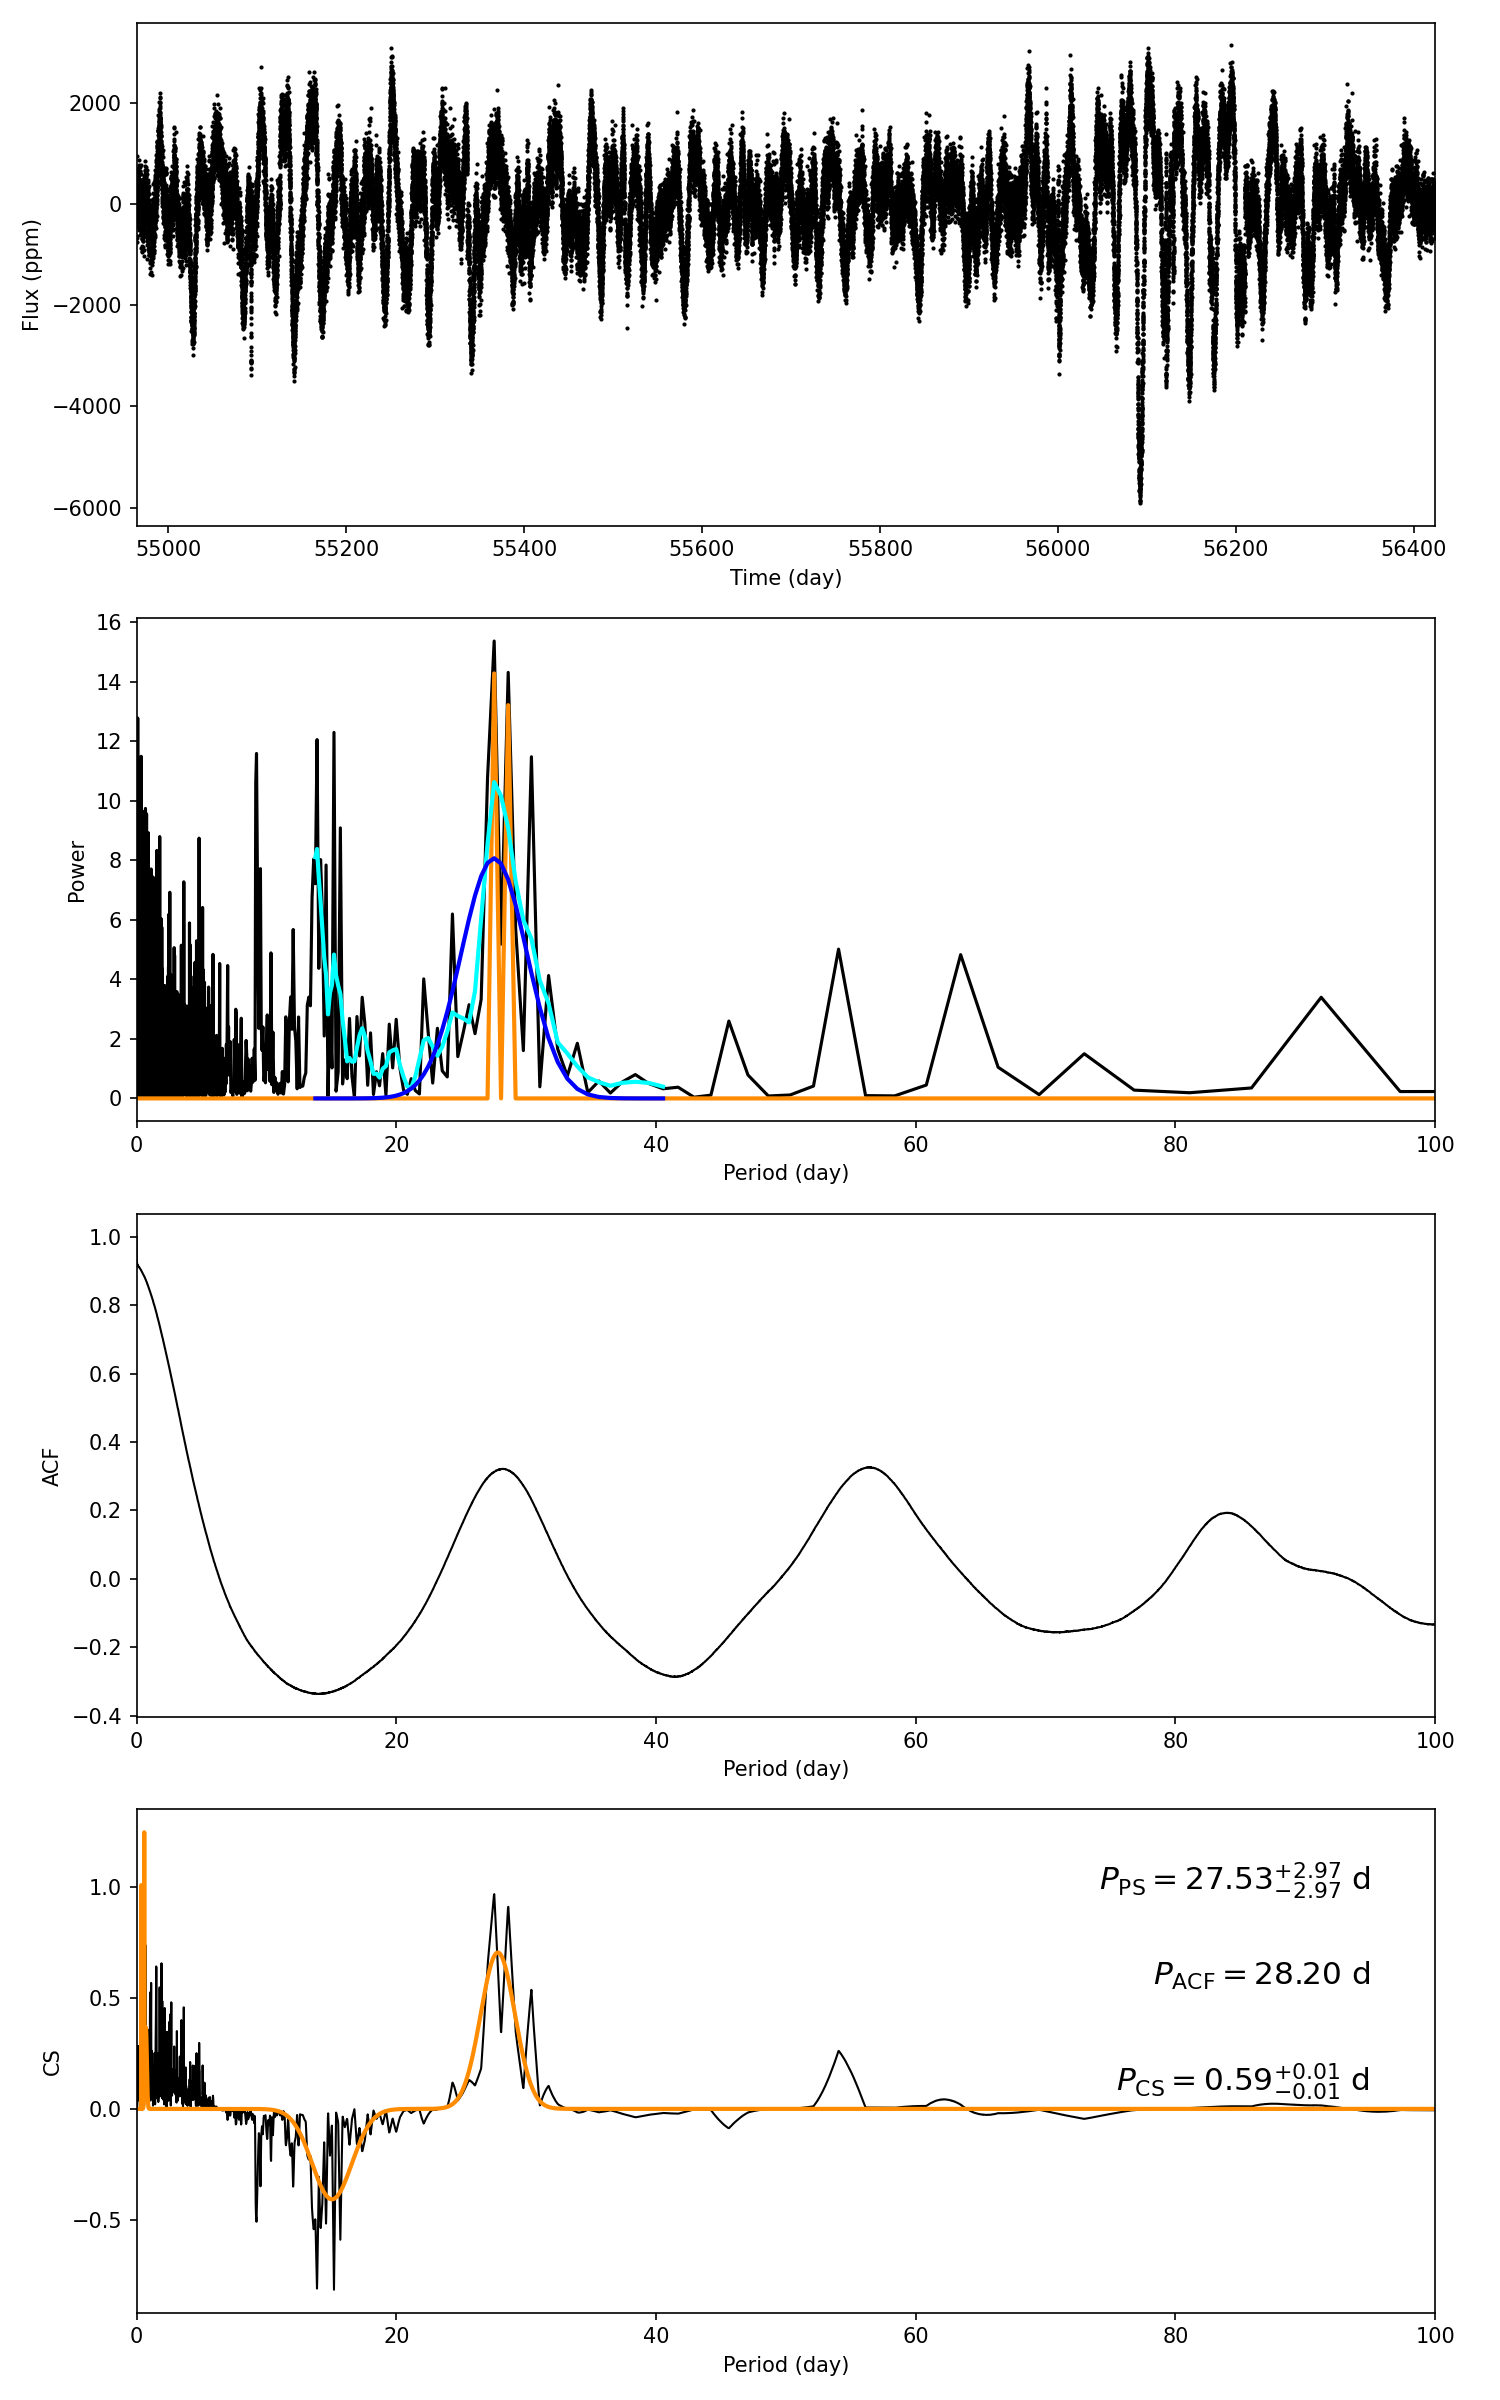 2000
0
−2000
−4000
−6000
Flux (ppm)
55000 55200 55400 55600 55800 56000 56200 56400
Time (day)
16
14
12
10
8
6
4
2
0
Power
0 20 40 60 80 100
Period (day)
1.0
0.8
0.6
0.4
0.2
0.0
−0.2
−0.4
ACF
0 20 40 60 80 100
Period (day)
1.0
0.5
0.0
−0.5
CS
P_PS = 27.53^{+2.97}_{−2.97} d
P_ACF = 28.20 d
P_CS = 0.59^{+0.01}_{−0.01} d
0 20 40 60 80 100
Period (day)